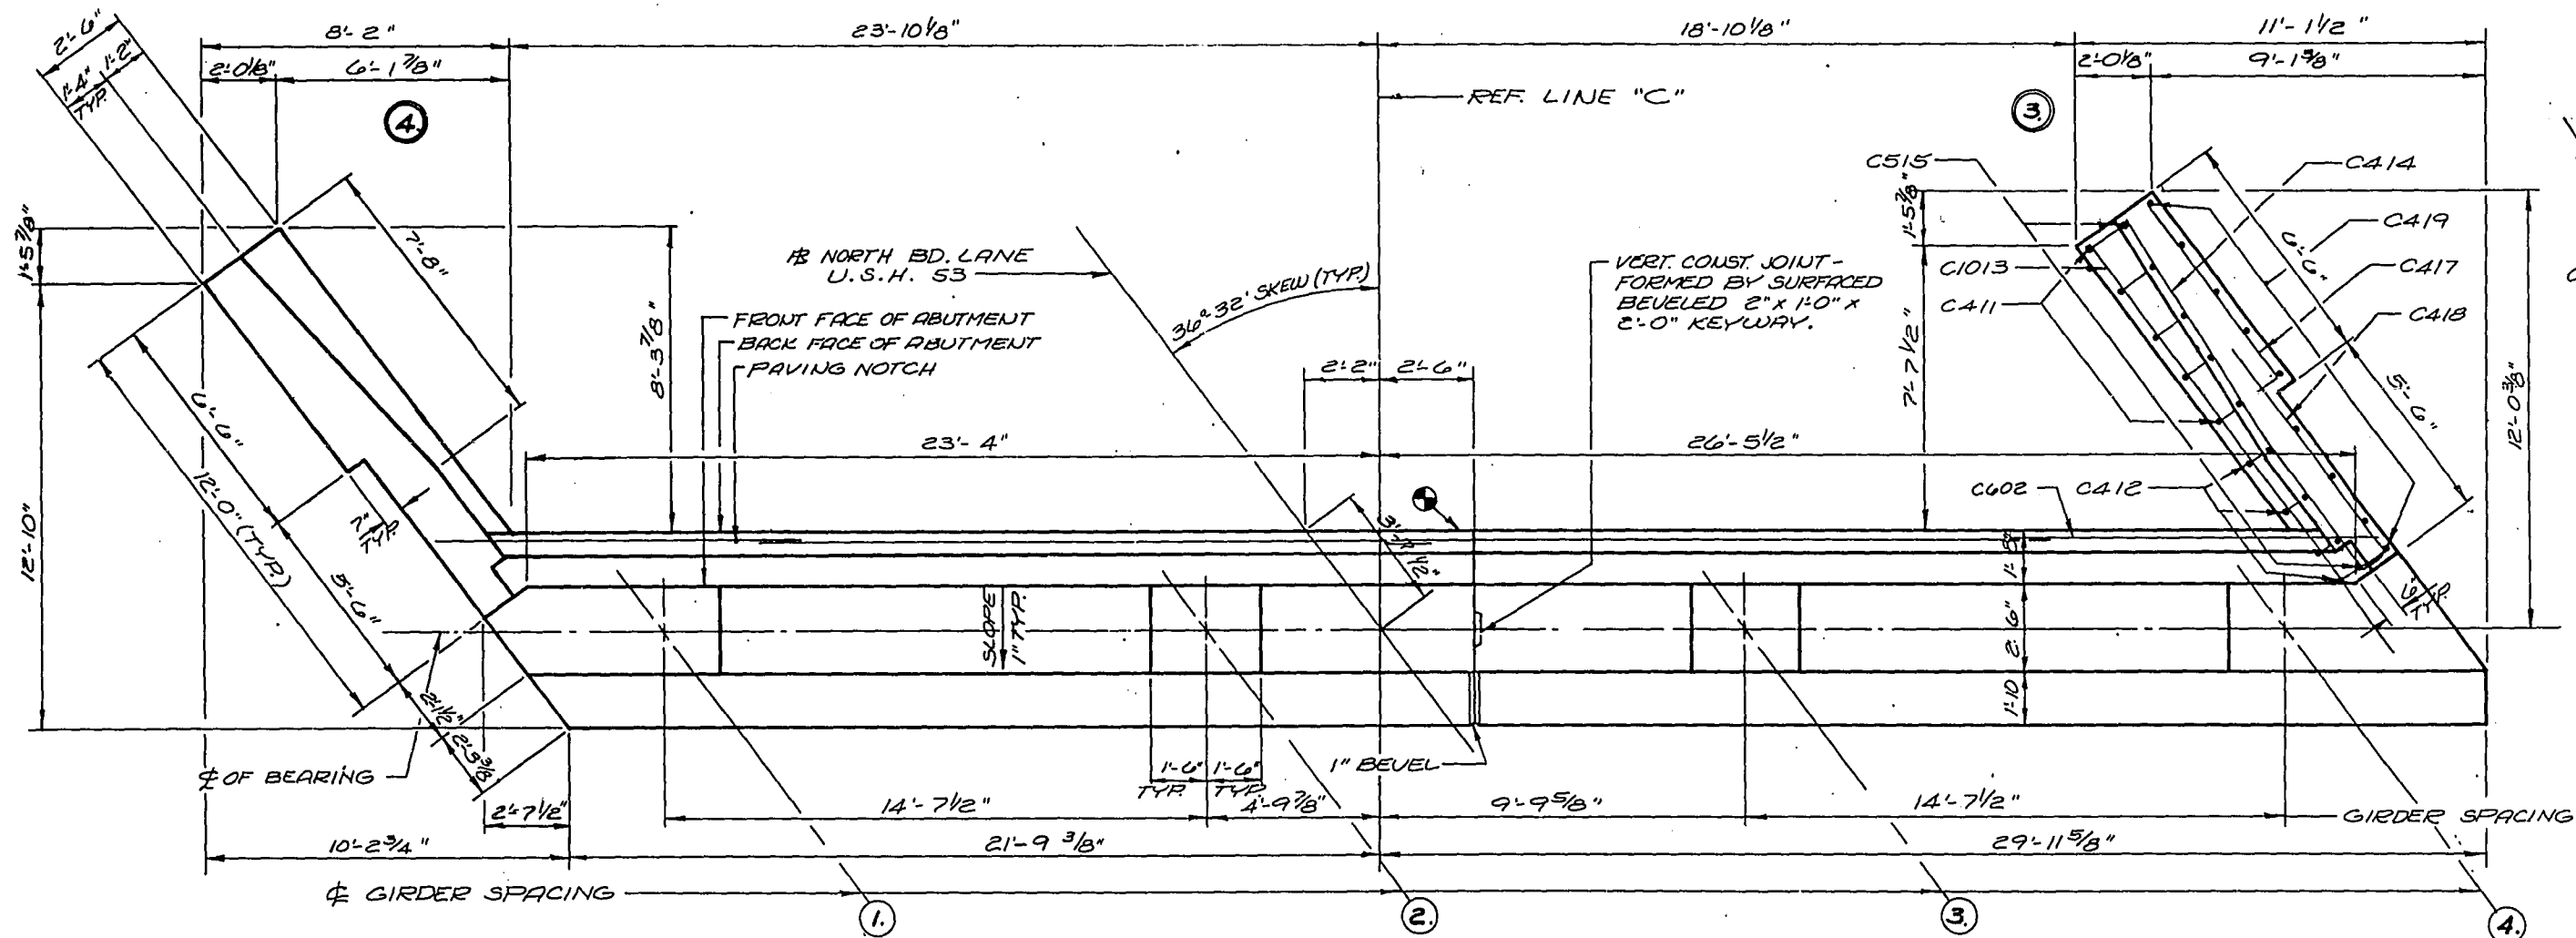 2'-6"
1'-2"
1'-4"
TYP.
8'-2"
23'-10 1/8"
18'-10 1/8"
11'-1 1/2"
2'-0 1/8"
6'-1 7/8"
2'-0 1/8"
9'-1 3/8"
4.
REF. LINE "C"
3.
C515
C414
C419
C417
C418
C1013
C411
C602
C412
1'-5 7/8"
12'-10"
7'-8"
8'-3 7/8"
₧ NORTH BD. LANE
U.S.H. 53
36° 32' SKEW (TYP.)
VERT. CONST. JOINT-
FORMED BY SURFACED
BEVELED 2" X 1'-0" X
2'-0" KEYWAY.
FRONT FACE OF ABUTMENT
BACK FACE OF ABUTMENT
PAVING NOTCH
1'-5 7/8"
7'-7 1/2"
6'-6"
5'-6"
12'-0 3/8"
2'-2"
2'-6"
6'-6"
12'-0" (TYP.)
5'-6"
7"
TYP.
23'-4"
26'-5 1/2"
SLOPE
1" TYP.
1'-8"
2'-6"
1'-10
6"
TYP.
2'-1 1/2"
2'-3 3/8
℄ OF BEARING
1" BEVEL
1'-6"
1'-6"
TYP.
TYP.
2'-7 1/2"
14'-7 1/2"
4'-9 7/8"
9'-9 5/8"
14'-7 1/2"
GIRDER SPACING
10'-2 3/4"
21'-9 3/8"
29'-11 5/8"
℄ GIRDER SPACING
1.
2.
3.
4.